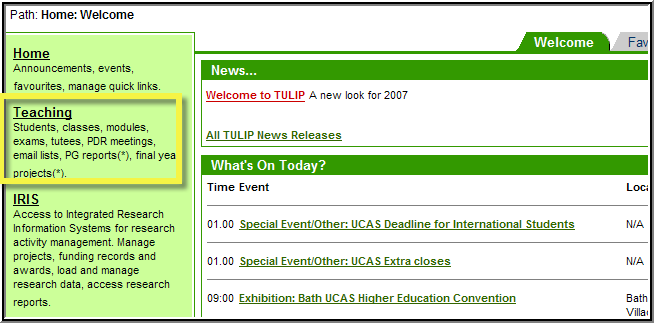 Path: Home: Welcome
Welcome
Fav
Home
Announcements, events,
favourites, manage quick links.
Teaching
Students, classes, modules,
exams, tutees, PDR meetings,
email lists, PG reports(*), final yea
projects(*).
IRIS
Access to Integrated Research
Information Systems for research
activity management. Manage
projects, funding records and
awards, load and manage
research data, access research
reports.
News...
Welcome to TULIP A new look for 2007
All TULIP News Releases
What's On Today?
Time Event Loca
01.00 Special Event/Other: UCAS Deadline for International Students N/A
01.00 Special Event/Other: UCAS Extra closes N/A
09:00 Exhibition: Bath UCAS Higher Education Convention Bath
Villag